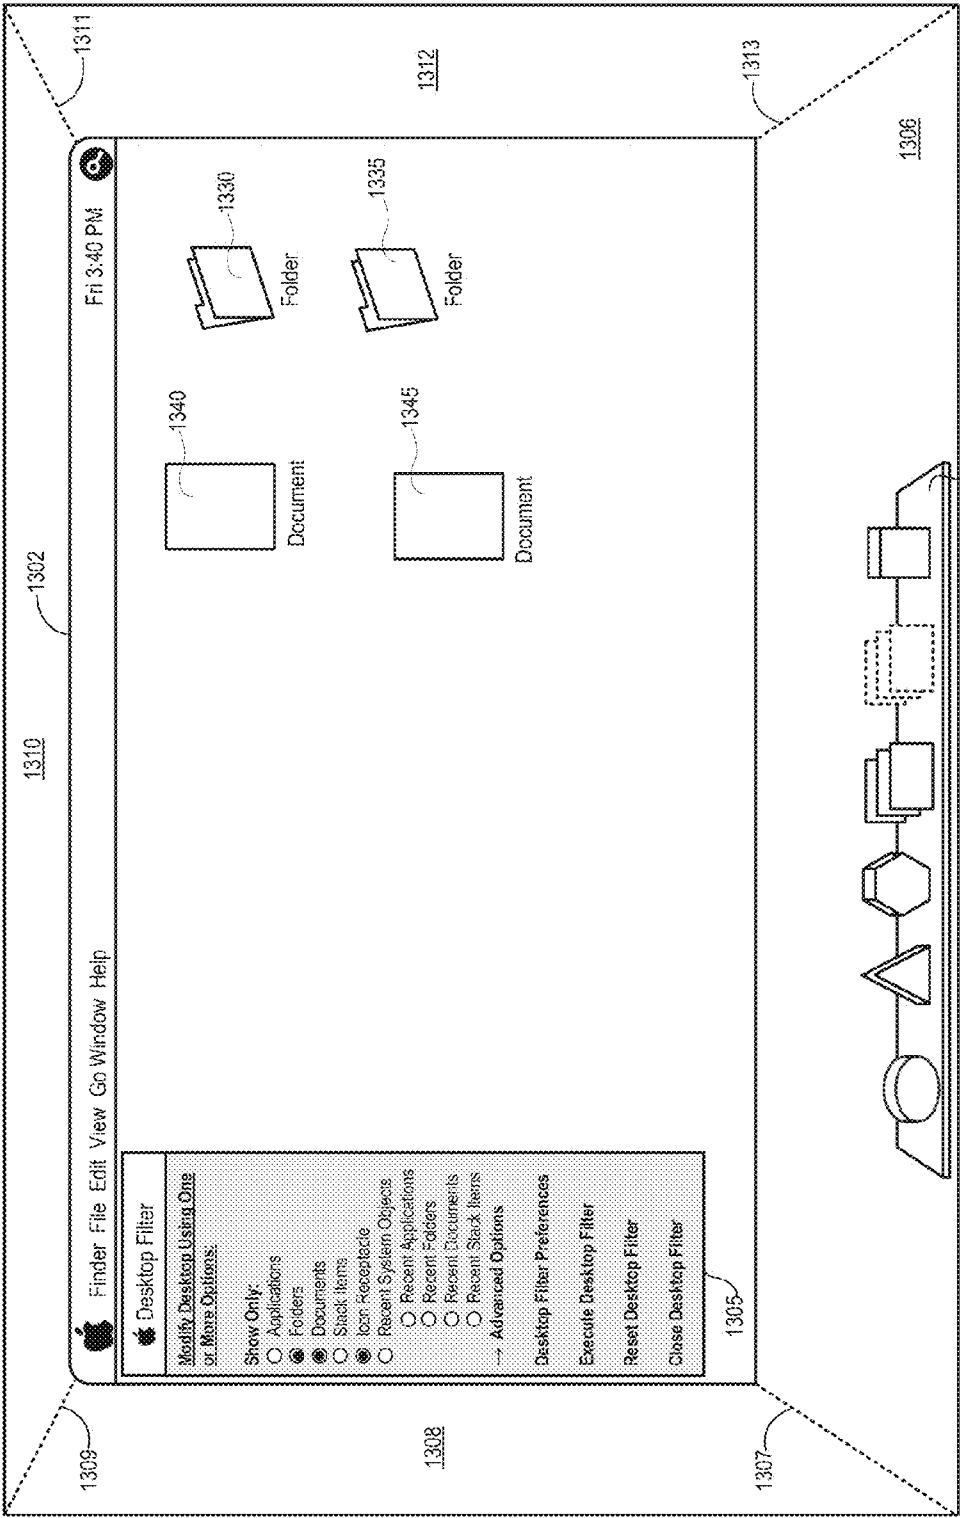 1310
1302
1309
1311
Finder File Edit View Go Window Help
Fri 3:40 PM
Desktop Filter
Modify Desktop Using One
or More Options:
Show Only:
Applications
Folders
Documents
Stack Items
Icon Receptacle
Recent System Objects
Recent Applications
Recent Folders
Recent Documents
Recent Stack Items
→ Advanced Options
Desktop Filter Preferences
Execute Desktop Filter
Reset Desktop Filter
Close Desktop Filter
1305
1340
Document
1330
Folder
1345
Document
1335
Folder
1308
1312
1307
1313
1306